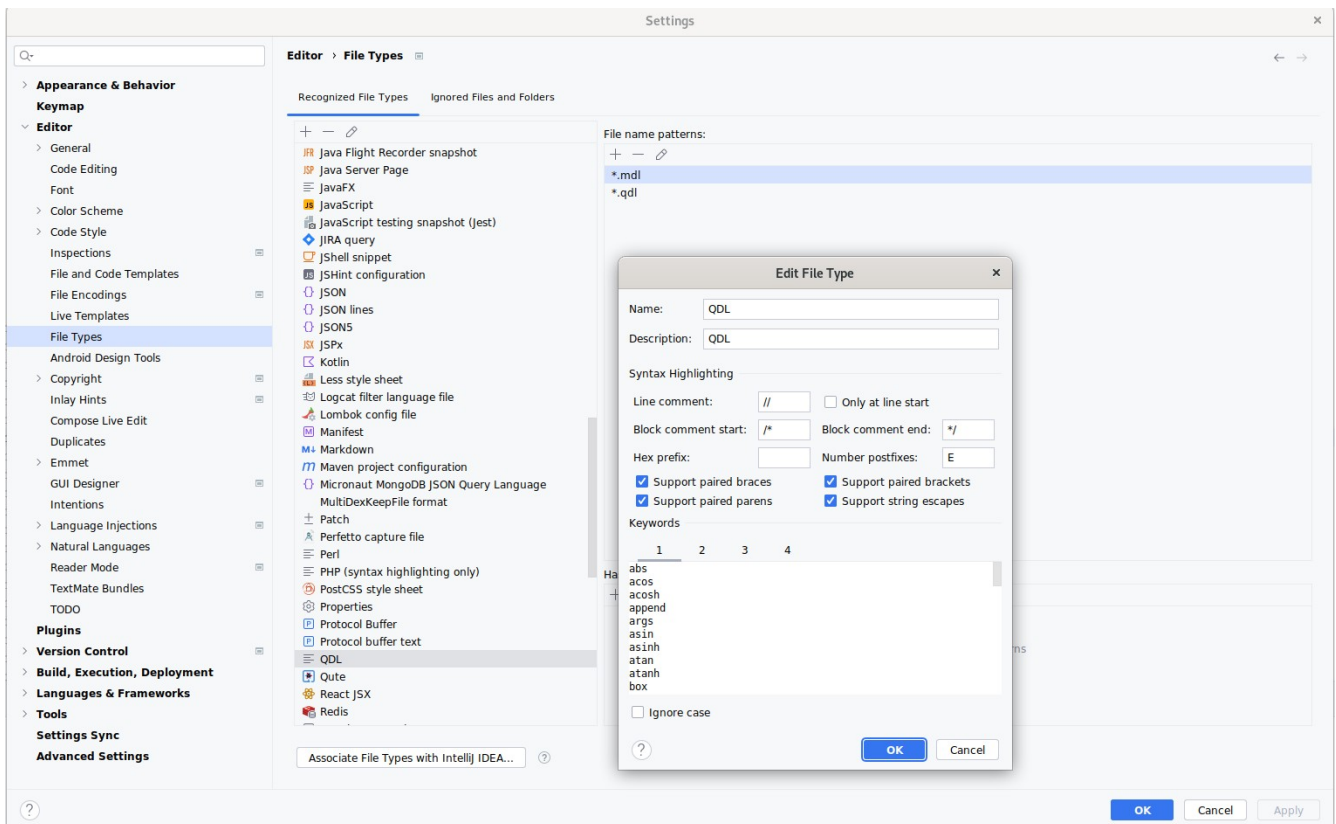 Settings
Editor › File Types
Appearance & Behavior
Keymap
Editor
General
Code Editing
Font
Color Scheme
Code Style
Inspections
File and Code Templates
File Encodings
Live Templates
File Types
Android Design Tools
Copyright
Inlay Hints
Compose Live Edit
Duplicates
Emmet
GUI Designer
Intentions
Language Injections
Natural Languages
Reader Mode
TextMate Bundles
TODO
Plugins
Version Control
Build, Execution, Deployment
Languages & Frameworks
Tools
Settings Sync
Advanced Settings
Recognized File Types Ignored Files and Folders
Java Flight Recorder snapshot
Java Server Page
JavaFX
JavaScript
JavaScript testing snapshot (Jest)
JIRA query
JShell snippet
JSHint configuration
JSON
JSON lines
JSON5
JSPx
Kotlin
Less style sheet
Logcat filter language file
Lombok config file
Manifest
Markdown
Maven project configuration
Micronaut MongoDB JSON Query Language
MultiDexKeepFile format
Patch
Perfetto capture file
Perl
PHP (syntax highlighting only)
PostCSS style sheet
Properties
Protocol Buffer
Protocol buffer text
QDL
Qute
React JSX
Redis
Associate File Types with IntelliJ IDEA... ?
File name patterns:
*.mdl
*.qdl
Ha
ns
Edit File Type
Name: QDL
Description: QDL
Syntax Highlighting
Line comment: // Only at line start
Block comment start: /* Block comment end: */
Hex prefix: Number postfixes: E
Support paired braces Support paired brackets
Support paired parens Support string escapes
Keywords
1 2 3 4
abs
acos
acosh
append
args
asin
asinh
atan
atanh
box
Ignore case
? OK Cancel
? OK Cancel Apply